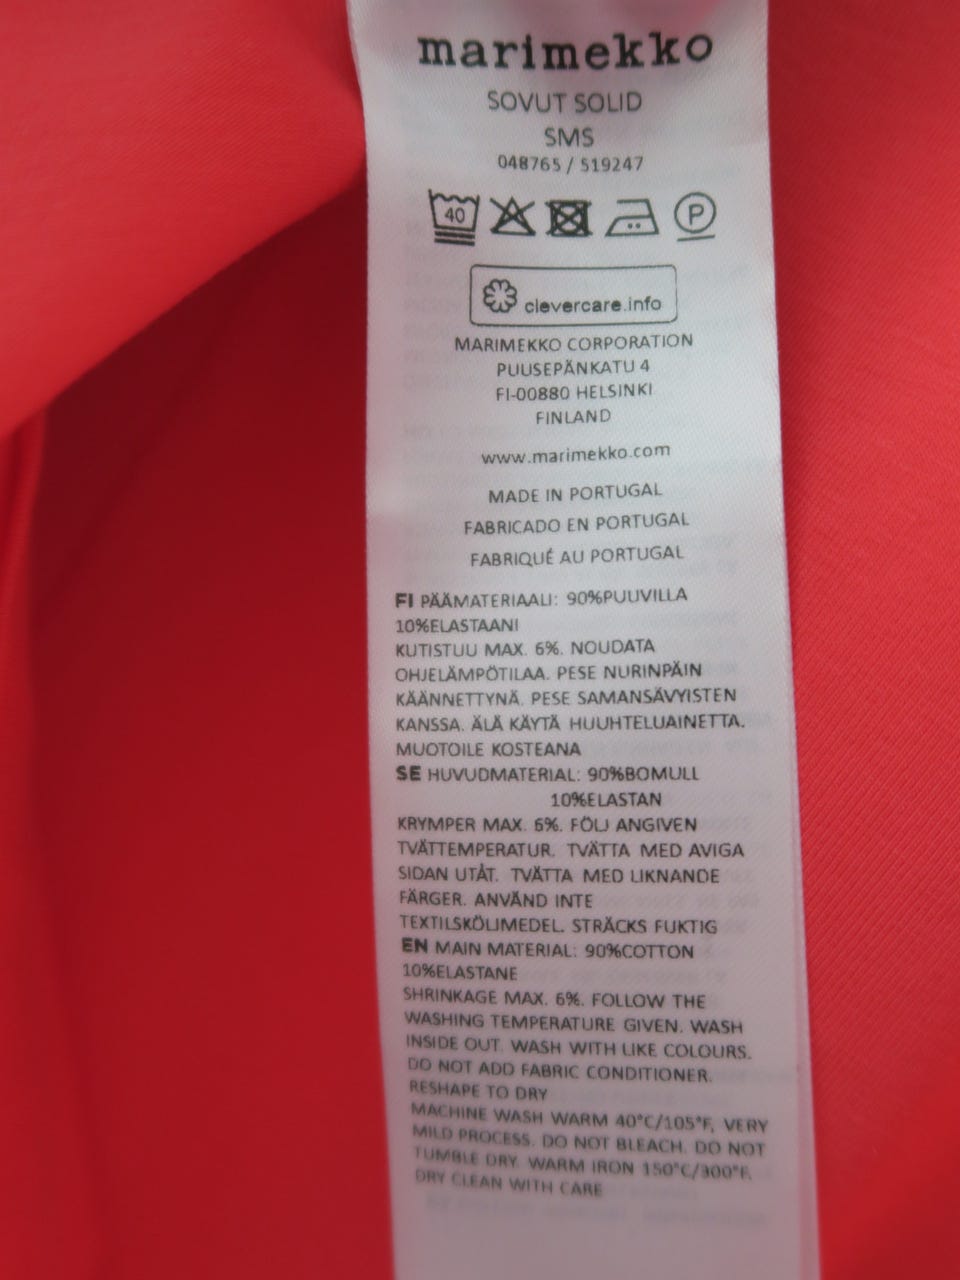 marimekko
SOVUT SOLID
SMS
048765 / 519247
40
P
clevercare.info
MARIMEKKO CORPORATION
PUUSEPÄNKATU 4
FI-00880 HELSINKI
FINLAND
www.marimekko.com
MADE IN PORTUGAL
FABRICADO EN PORTUGAL
FABRIQUÉ AU PORTUGAL
FI PÄÄMATERIAALI: 90%PUUVILLA
10%ELASTAANI
KUTISTUU MAX. 6%. NOUDATA
OHJELÄMPÖTILAA. PESE NURINPÄIN
KÄÄNNETTYNÄ. PESE SAMANSÄVYISTEN
KANSSA. ÄLÄ KÄYTÄ HUUHTELUAINETTA.
MUOTOILE KOSTEANA
SE HUVUDMATERIAL: 90%BOMULL
10%ELASTAN
KRYMPER MAX. 6%. FÖLJ ANGIVEN
TVÄTTEMPERATUR. TVÄTTA MED AVIGA
SIDAN UTÅT. TVÄTTA MED LIKNANDE
FÄRGER. ANVÄND INTE
TEXTILSKÖLJMEDEL. STRÄCKS FUKTIG
EN MAIN MATERIAL: 90%COTTON
10%ELASTANE
SHRINKAGE MAX. 6%. FOLLOW THE
WASHING TEMPERATURE GIVEN. WASH
INSIDE OUT. WASH WITH LIKE COLOURS.
DO NOT ADD FABRIC CONDITIONER.
RESHAPE TO DRY
MACHINE WASH WARM 40°C/105°F, VERY
MILD PROCESS. DO NOT BLEACH. DO NOT
TUMBLE DRY. WARM IRON 150°C/300°F.
DRY CLEAN WITH CARE